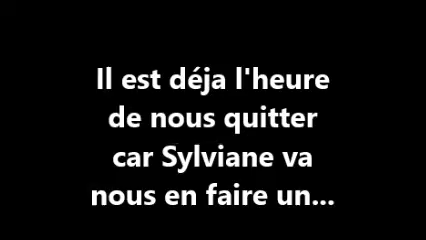 Il est déja l'heure
de nous quitter
car Sylviane va
nous en faire un...